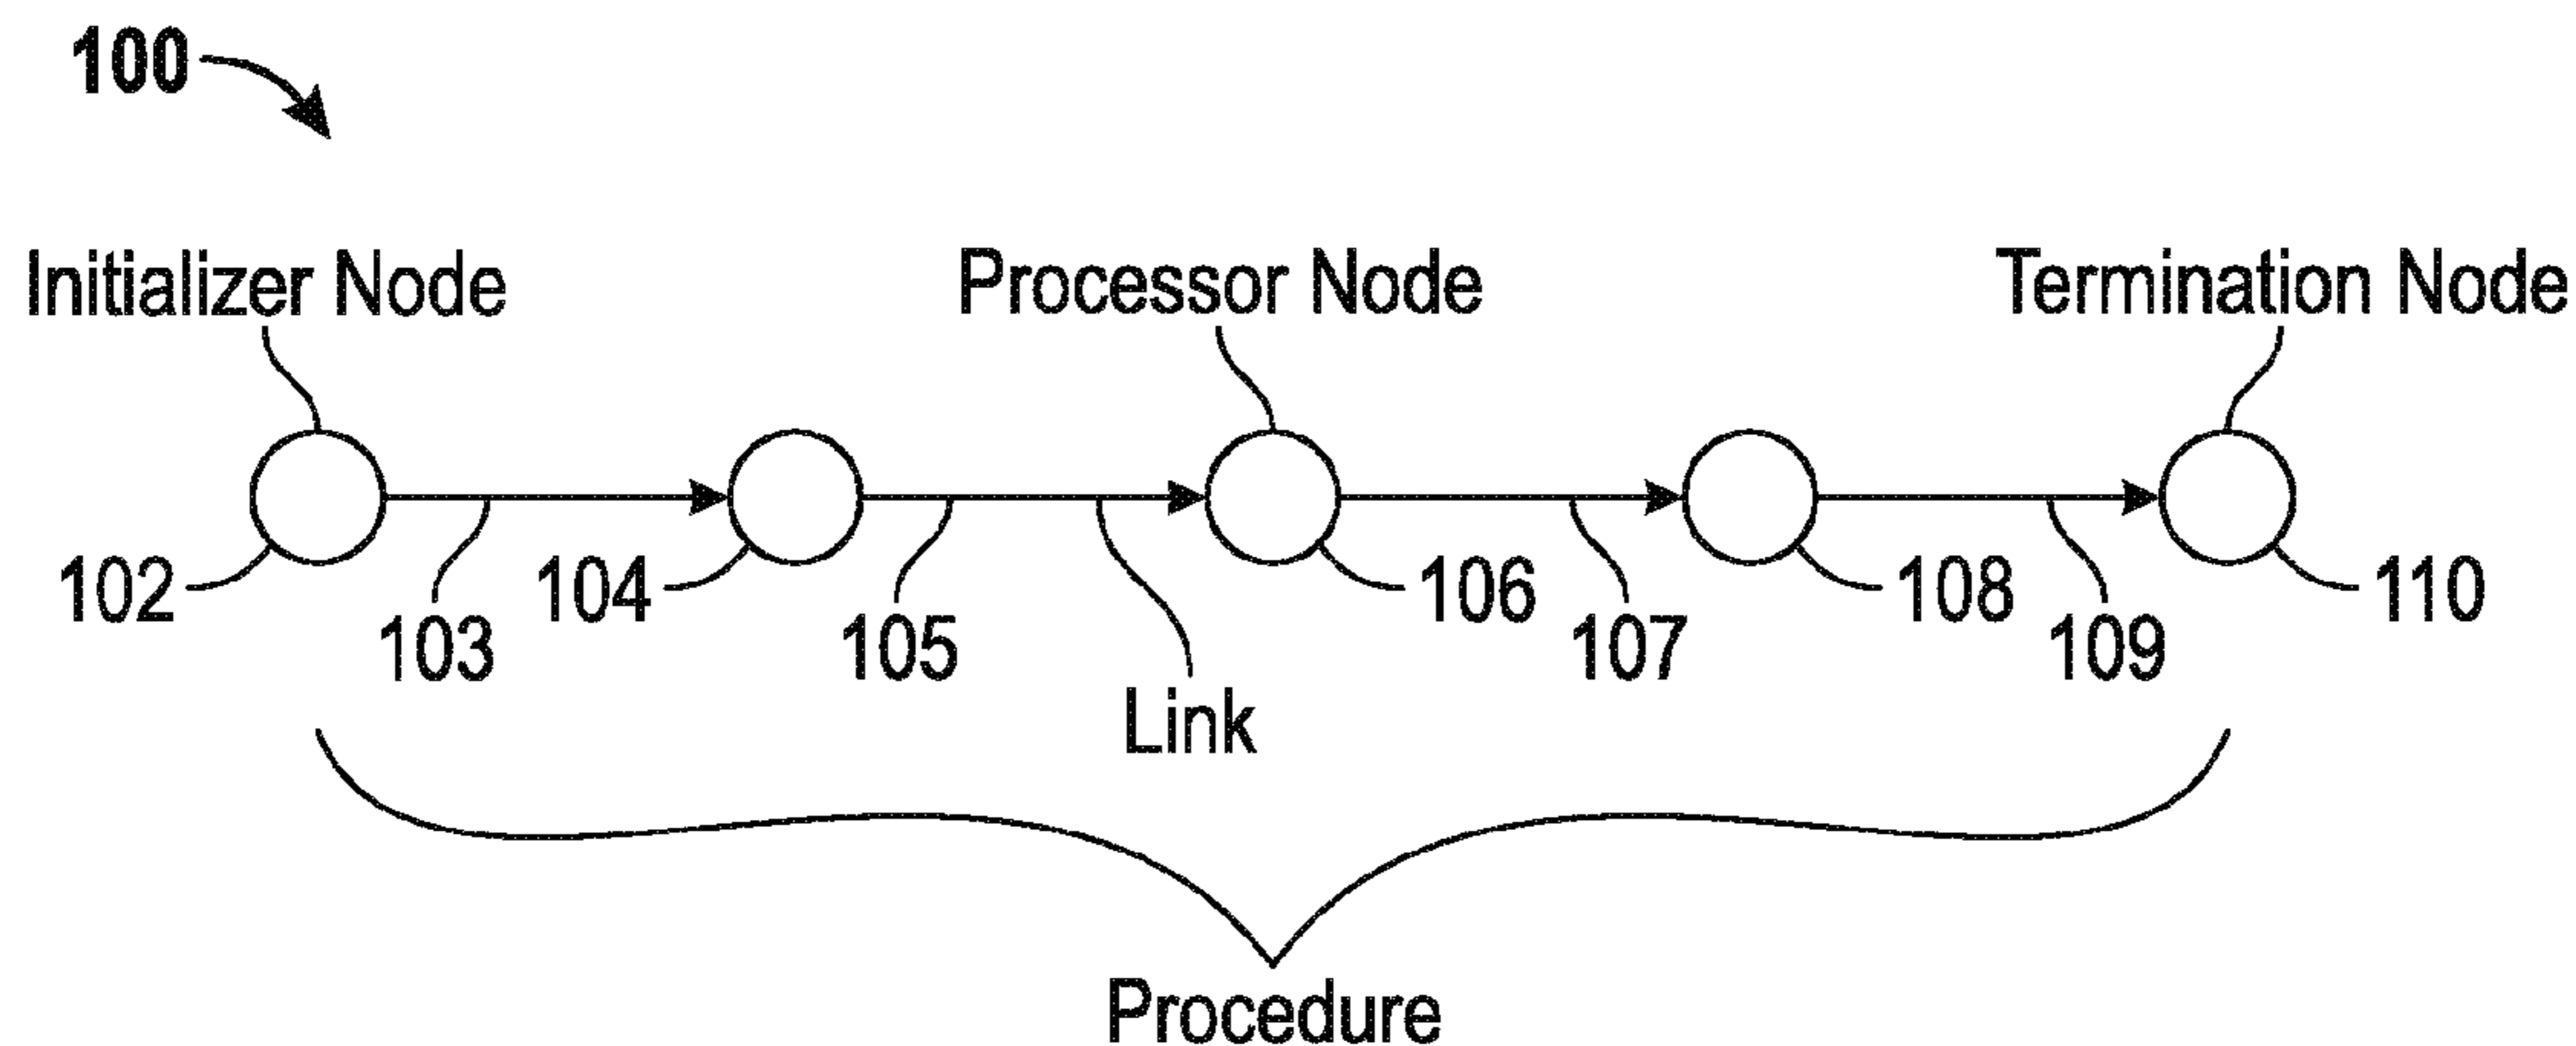 100
Initializer Node
Processor Node
Termination Node
102
103
104
105
Link
106
107
108
109
110
Procedure